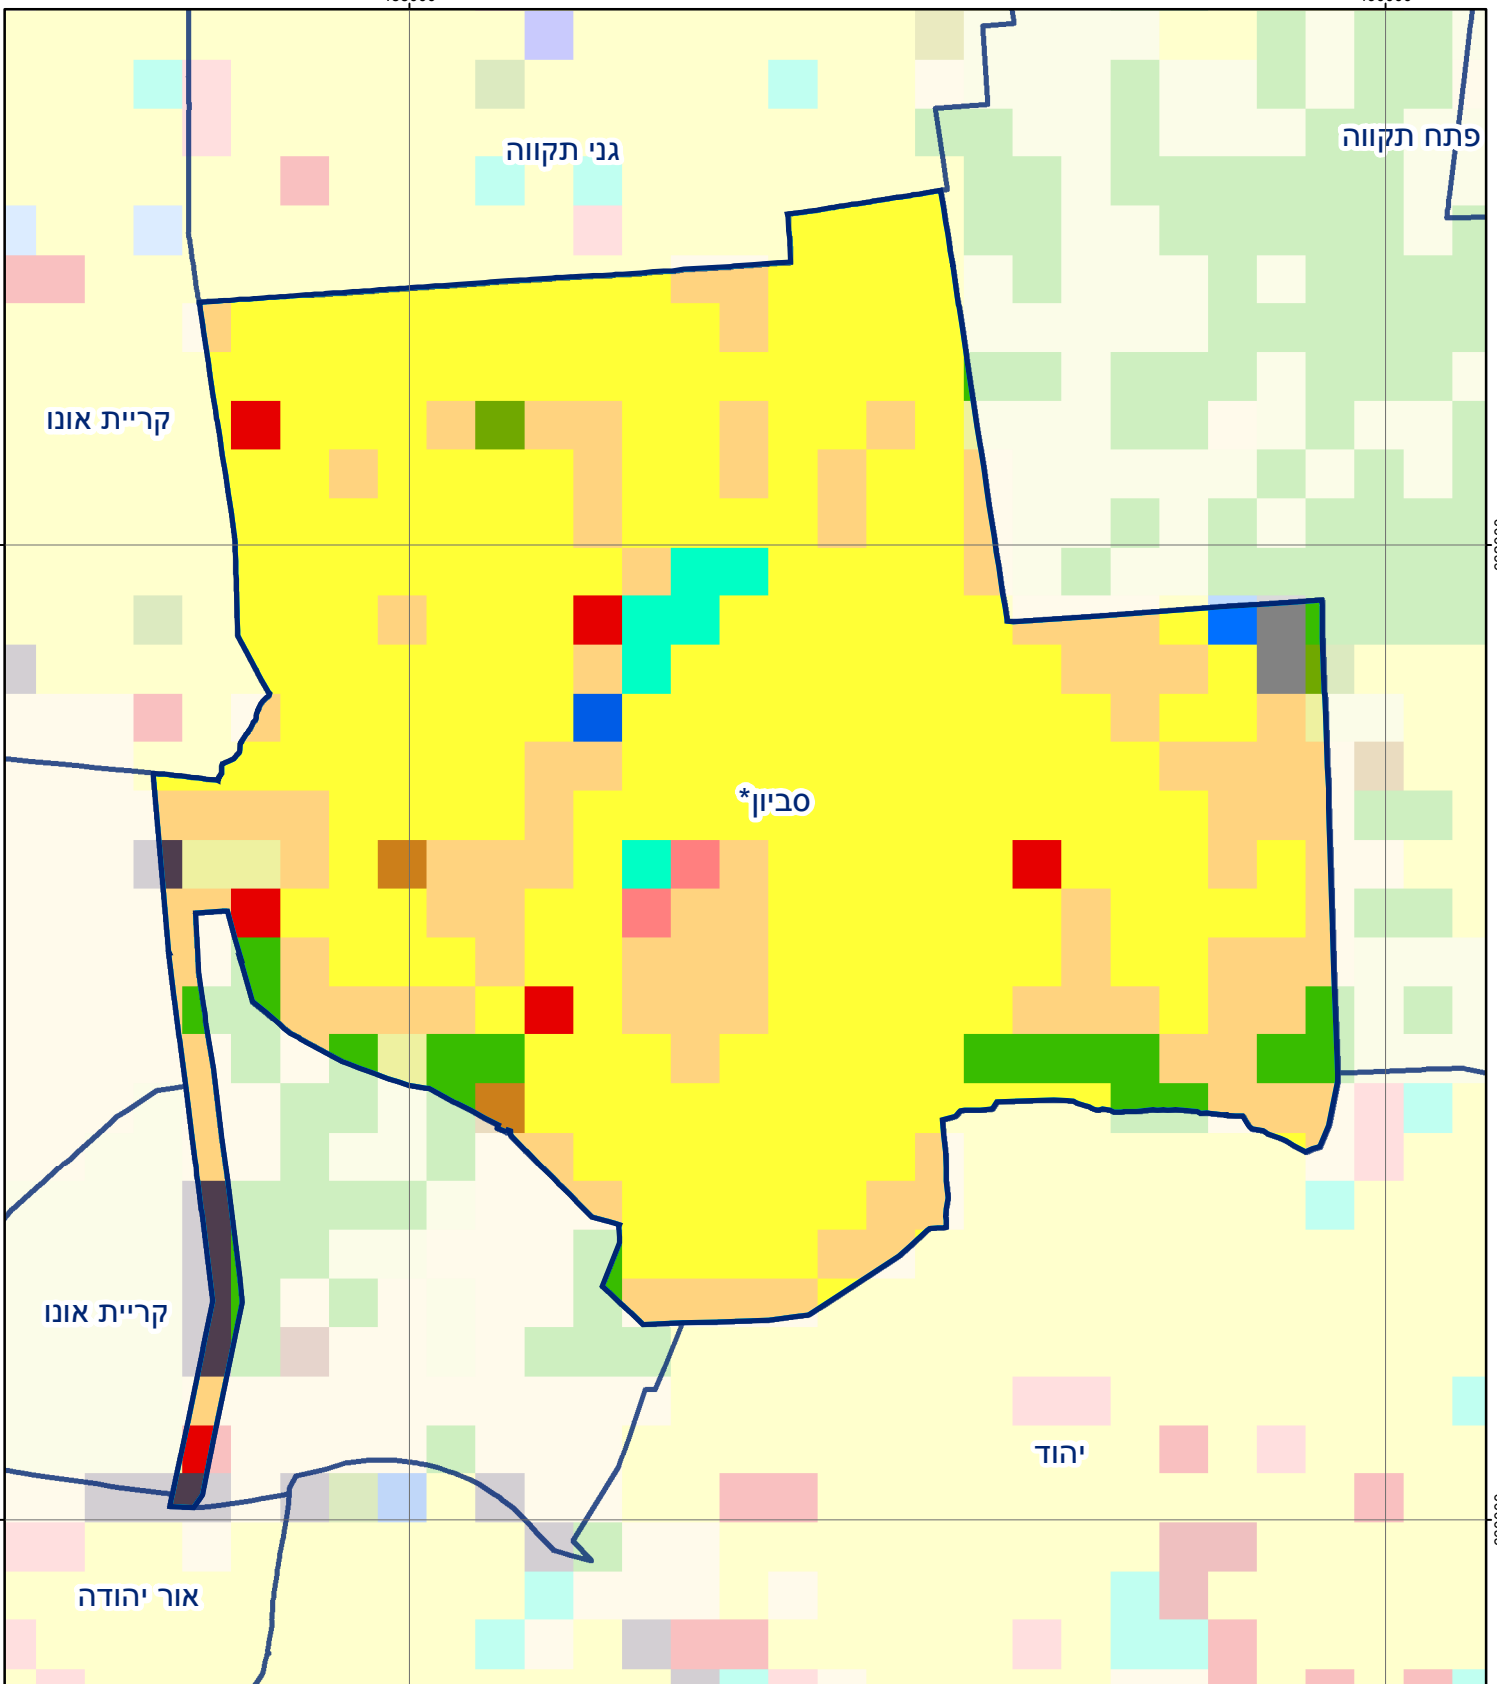 גני תקווה
פתח תקווה
קריית אונו
סביון*
קריית אונו
יהוד
אור יהודה